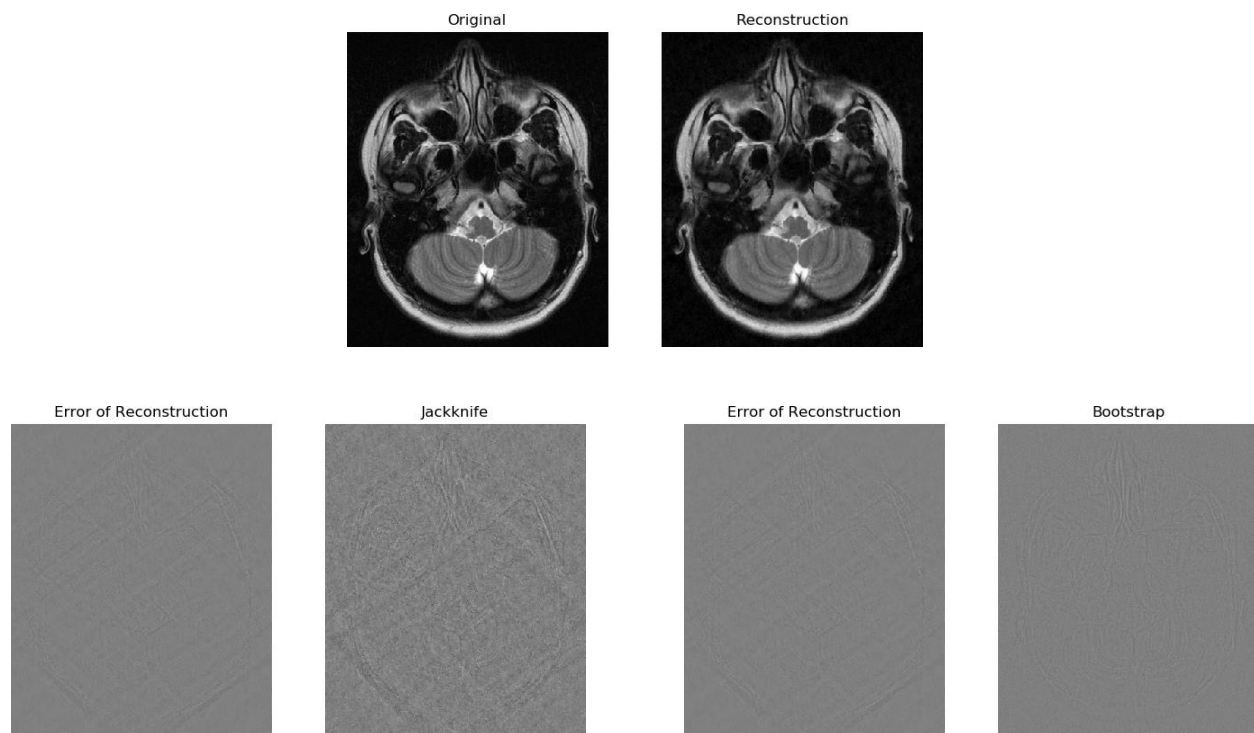 Original
Reconstruction
Error of Reconstruction
Jackknife
Error of Reconstruction
Bootstrap